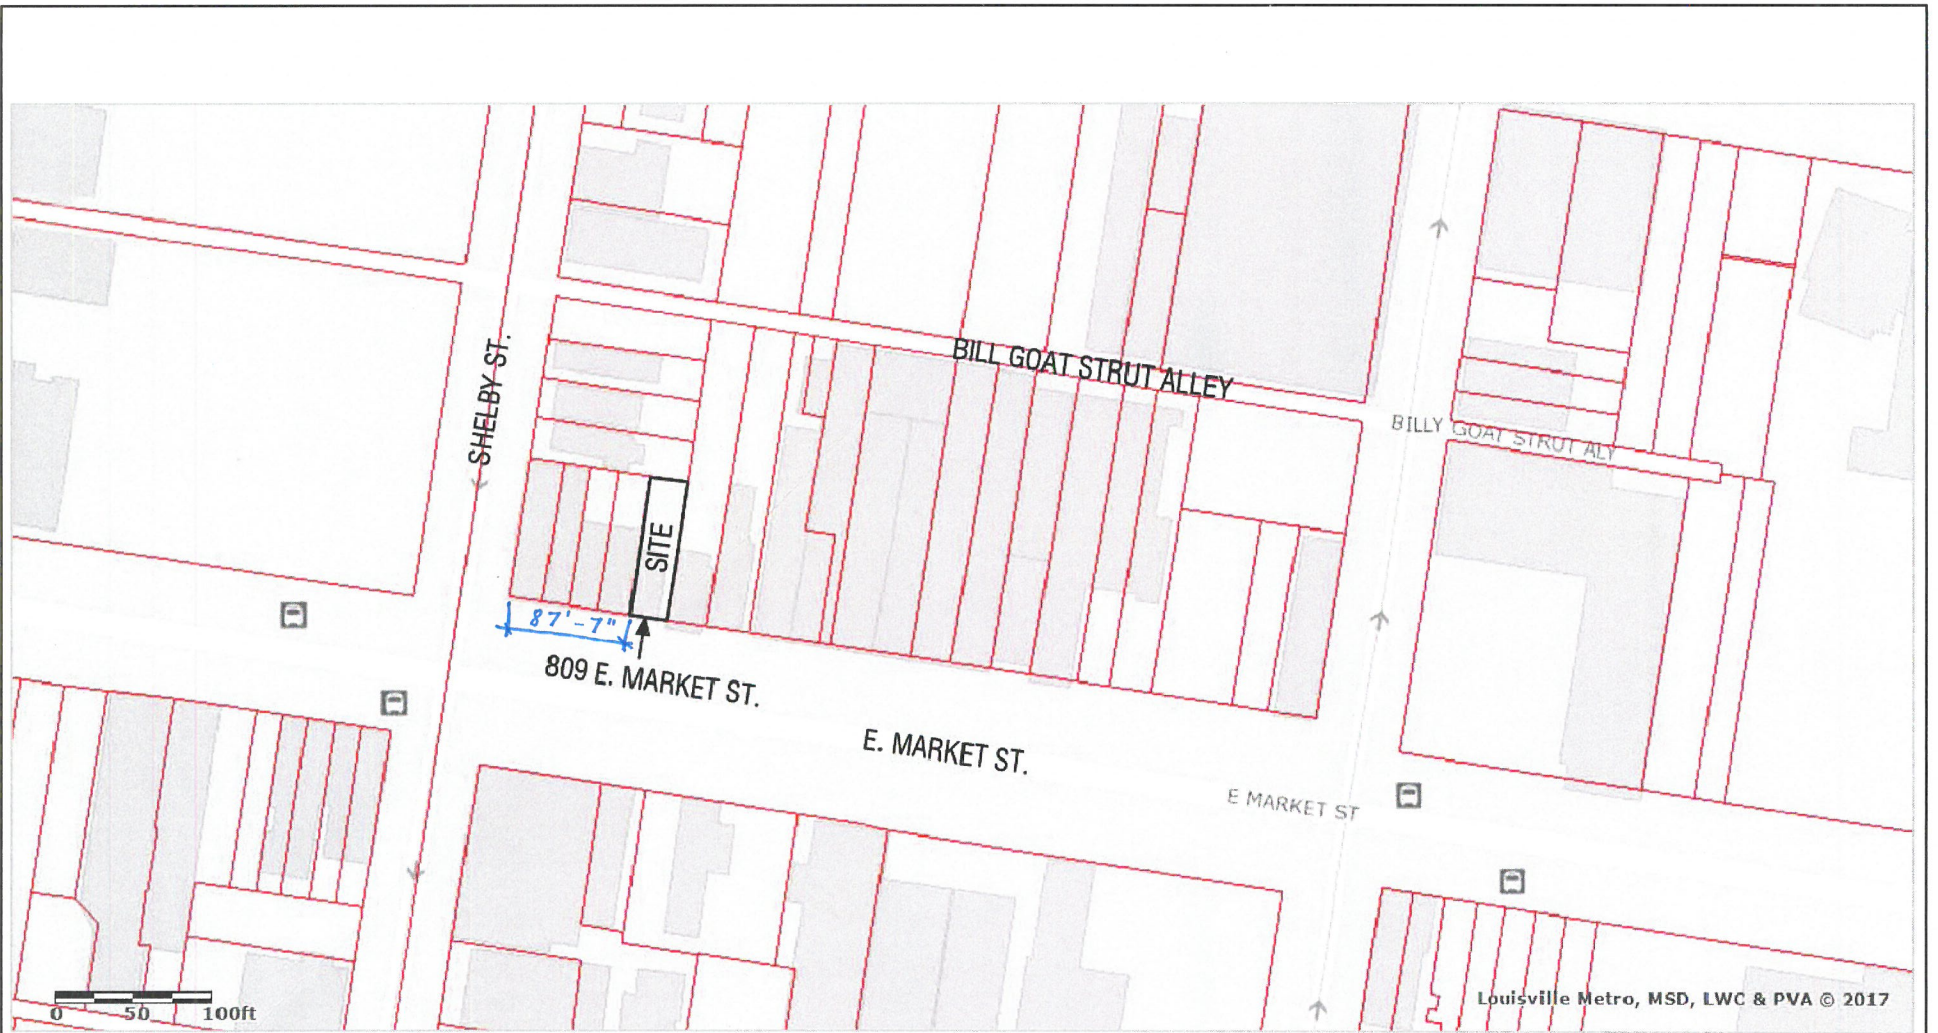 SHELBY ST.
BILL GOAT STRUT ALLEY
BILLY GOAT STRUT ALY
SITE
87'-7"
809 E. MARKET ST.
E. MARKET ST.
E MARKET ST
0 50 100ft
Louisville Metro, MSD, LWC & PVA © 2017